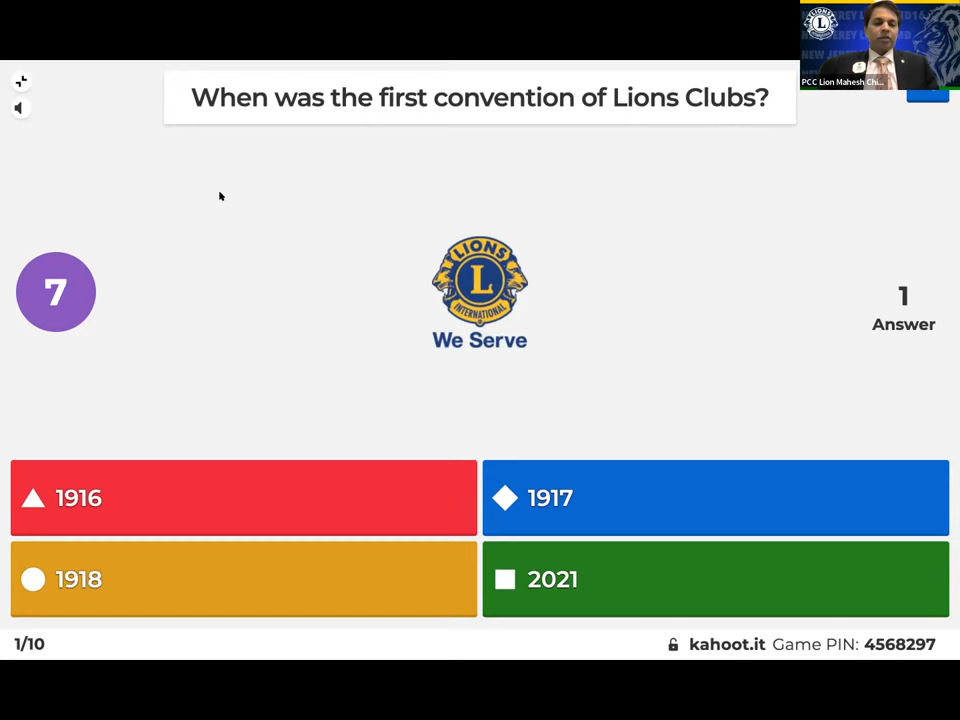 When was the first convention of Lions Clubs?
LIONS
L
PCC Lion Mahesh Chi...
7
LIONS
L
INTERNATIONAL
We Serve
1
Answer
1916
1917
1918
2021
1/10
kahoot.it Game PIN: 4568297